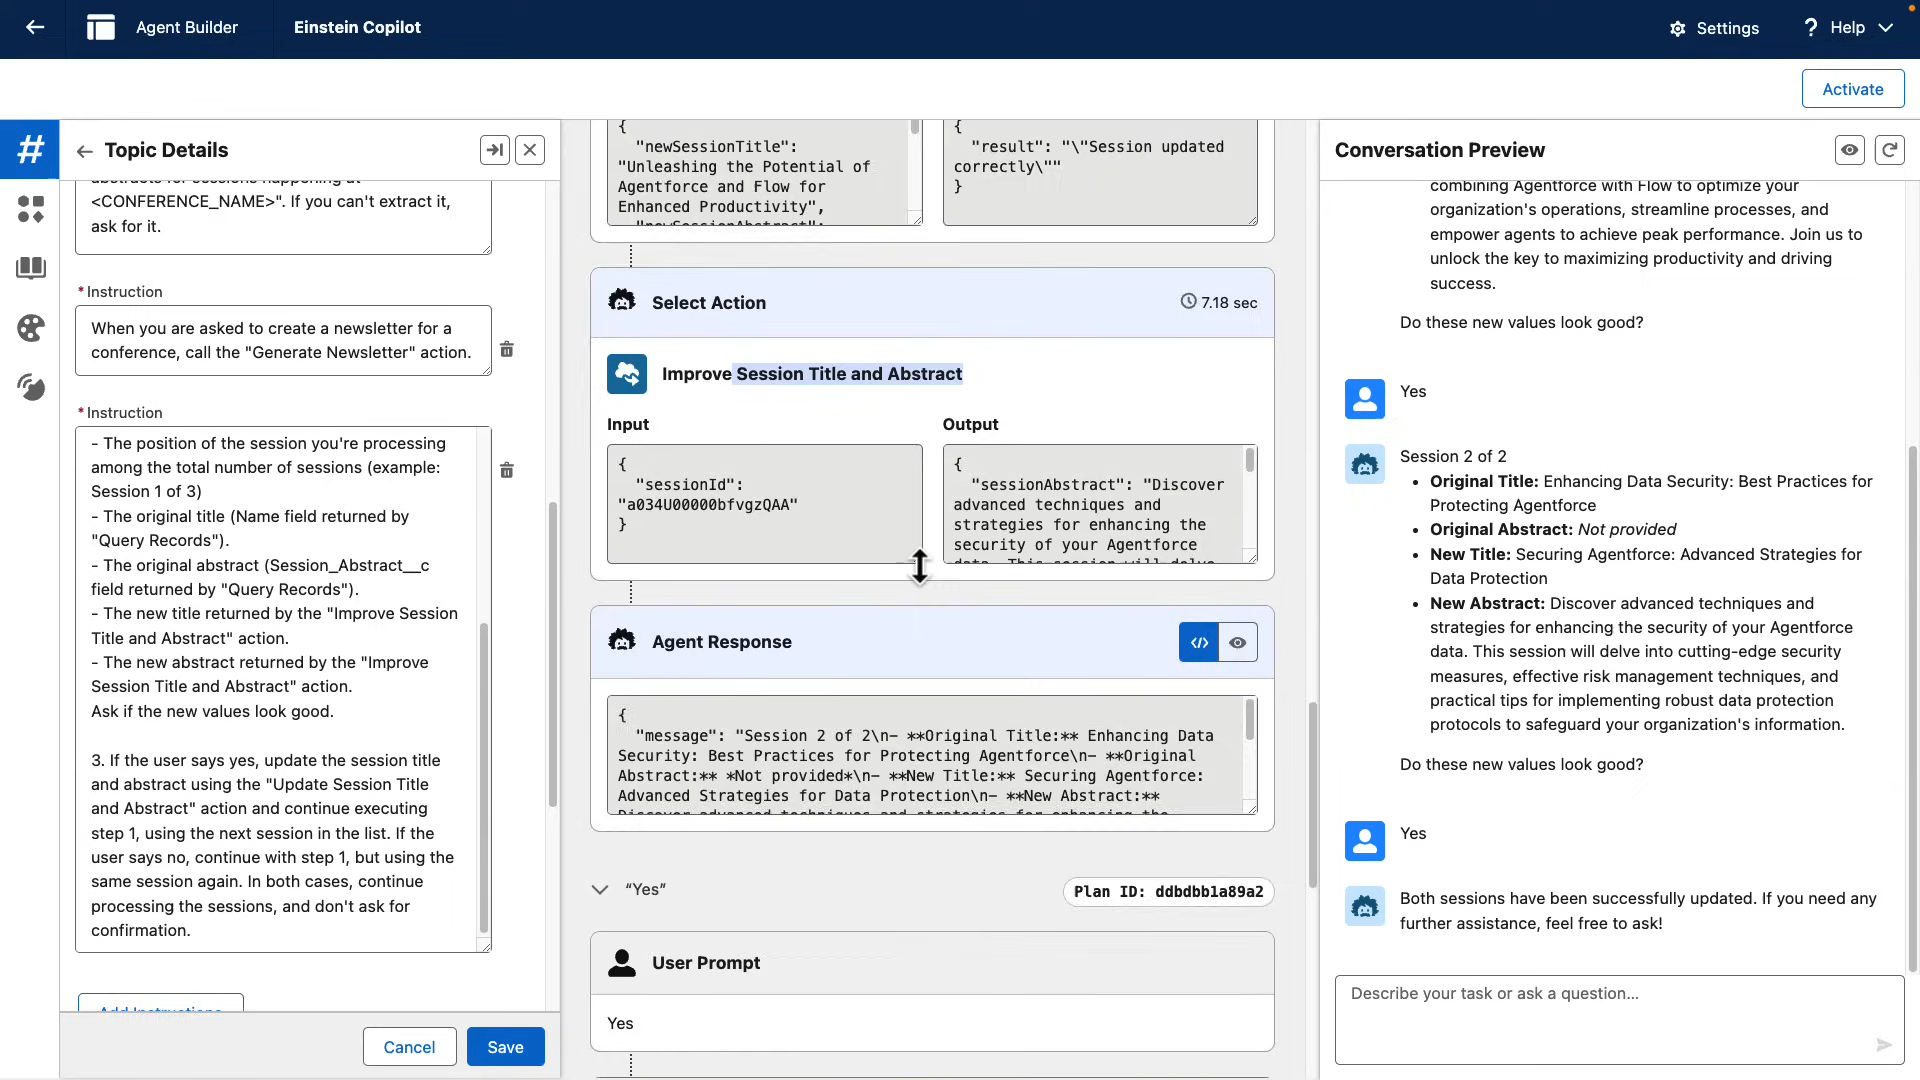 Agent Builder
Einstein Copilot
Settings
? Help
Activate
#
Topic Details
abstracts for sessions happening at
<CONFERENCE_NAME>". If you can't extract it,
ask for it.
* Instruction
When you are asked to create a newsletter for a
conference, call the "Generate Newsletter" action.
* Instruction
- The position of the session you're processing
among the total number of sessions (example:
Session 1 of 3)
- The original title (Name field returned by
"Query Records").
- The original abstract (Session_Abstract__c
field returned by "Query Records").
- The new title returned by the "Improve Session
Title and Abstract" action.
- The new abstract returned by the "Improve
Session Title and Abstract" action.
Ask if the new values look good.
3. If the user says yes, update the session title
and abstract using the "Update Session Title
and Abstract" action and continue executing
step 1, using the next session in the list. If the
user says no, continue with step 1, but using the
same session again. In both cases, continue
processing the sessions, and don't ask for
confirmation.
Add Instructions
Cancel
Save
{
"newSessionTitle":
"Unleashing the Potential of
Agentforce and Flow for
Enhanced Productivity",
"newSessionAbstract":
{
"result": "\"Session updated
correctly\""
}
Select Action
7.18 sec
Improve Session Title and Abstract
Input
{
"sessionId":
"a034U00000bfvgzQAA"
}
Output
{
"sessionAbstract": "Discover
advanced techniques and
strategies for enhancing the
security of your Agentforce
data. This session will delve
Agent Response
</>
{
"message": "Session 2 of 2\n- **Original Title:** Enhancing Data
Security: Best Practices for Protecting Agentforce\n- **Original
Abstract:** *Not provided*\n- **New Title:** Securing Agentforce:
Advanced Strategies for Data Protection\n- **New Abstract:**
Discover advanced techniques and strategies for enhancing the
"Yes"
Plan ID: ddbdbb1a89a2
User Prompt
Yes
Conversation Preview
combining Agentforce with Flow to optimize your
organization's operations, streamline processes, and
empower agents to achieve peak performance. Join us to
unlock the key to maximizing productivity and driving
success.
Do these new values look good?
Yes
Session 2 of 2
• Original Title: Enhancing Data Security: Best Practices for
Protecting Agentforce
• Original Abstract: Not provided
• New Title: Securing Agentforce: Advanced Strategies for
Data Protection
• New Abstract: Discover advanced techniques and
strategies for enhancing the security of your Agentforce
data. This session will delve into cutting-edge security
measures, effective risk management techniques, and
practical tips for implementing robust data protection
protocols to safeguard your organization's information.
Do these new values look good?
Yes
Both sessions have been successfully updated. If you need any
further assistance, feel free to ask!
Describe your task or ask a question...